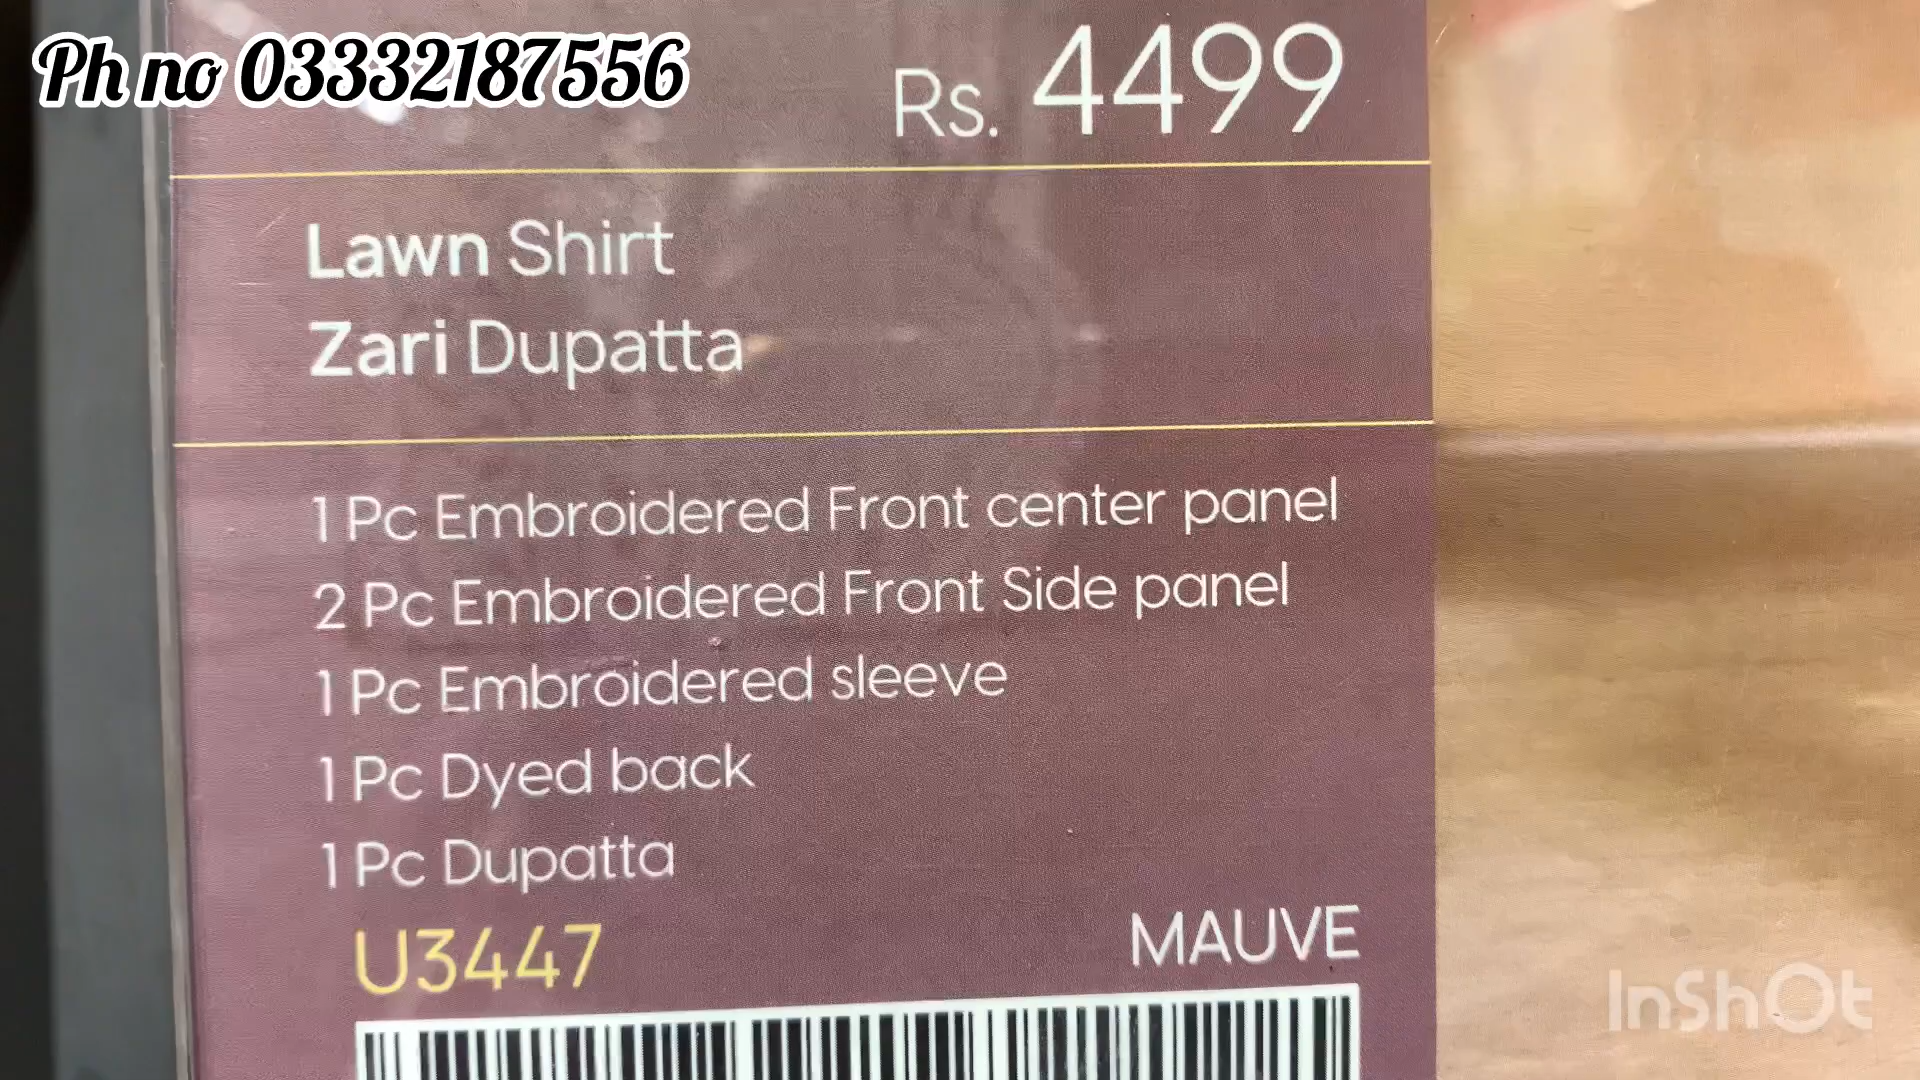 Ph no 03332187556
Rs. 4499
Lawn Shirt
Zari Dupatta
1 Pc Embroidered Front center panel
2 Pc Embroidered Front Side panel
1 Pc Embroidered sleeve
1 Pc Dyed back
1 Pc Dupatta
U3447
MAUVE
InShOt